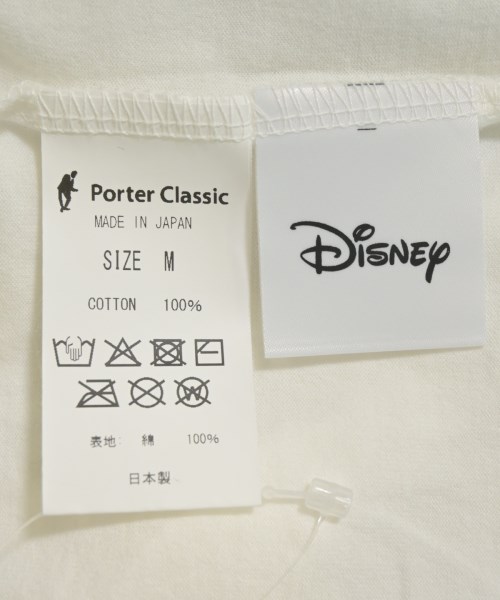 Porter Classic
MADE IN JAPAN
SIZE M
COTTON 100%
W
表地: 綿 100%
日本製
Disney